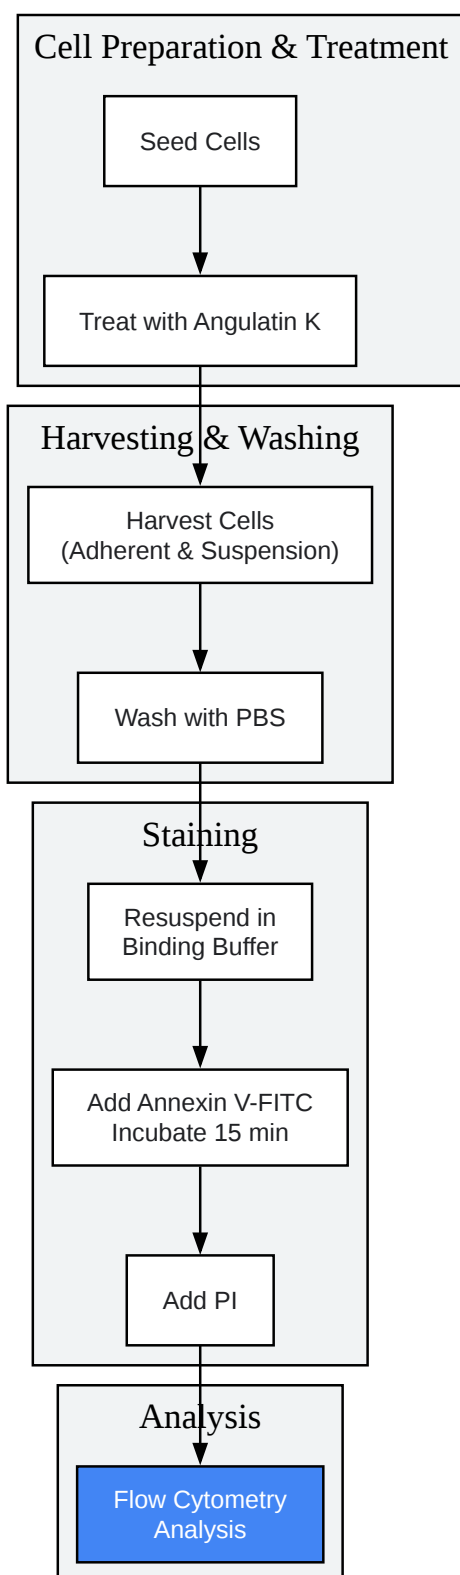 Cell Preparation & Treatment
Seed Cells
Treat with Angulatin K
Harvesting & Washing
Harvest Cells
(Adherent & Suspension)
Wash with PBS
Staining
Resuspend in
Binding Buffer
Add Annexin V-FITC
Incubate 15 min
Add PI
Analysis
Flow Cytometry
Analysis